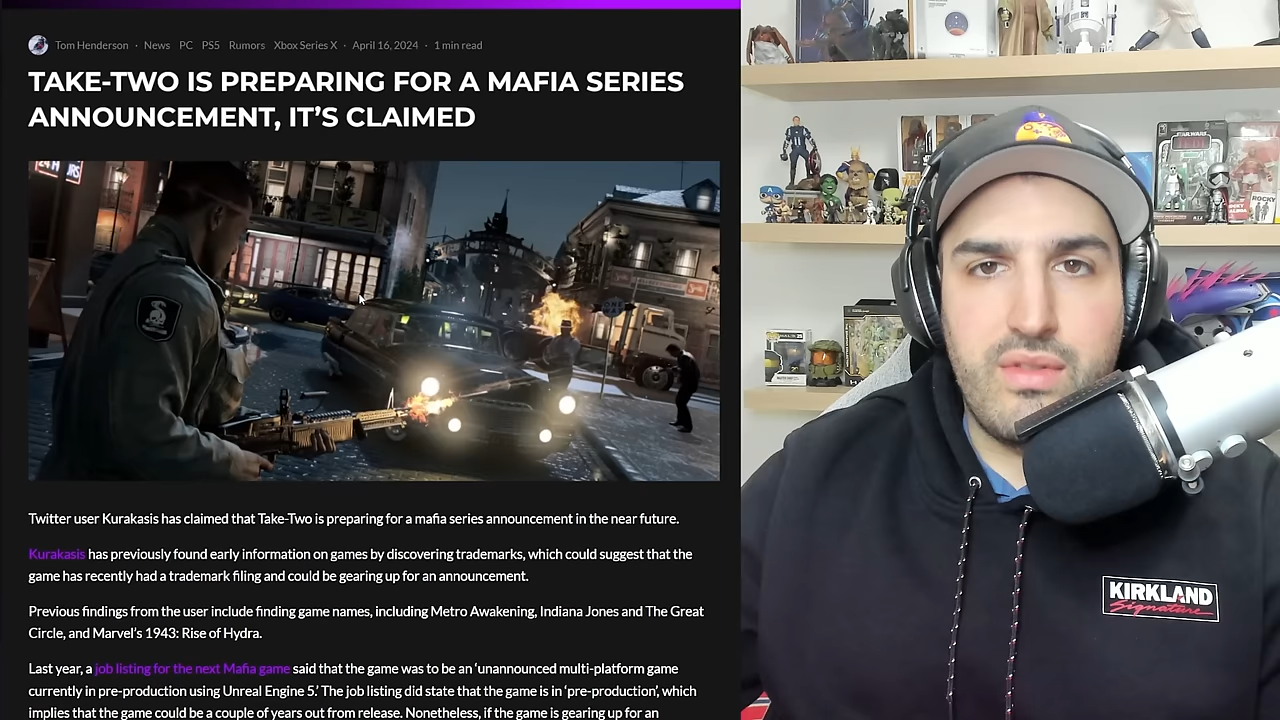 Tom Henderson · News PC PS5 Rumors Xbox Series X · April 16, 2024 · 1 min read
TAKE-TWO IS PREPARING FOR A MAFIA SERIES
ANNOUNCEMENT, IT’S CLAIMED
ONE
WAY
Twitter user Kurakasis has claimed that Take-Two is preparing for a mafia series announcement in the near future.
Kurakasis has previously found early information on games by discovering trademarks, which could suggest that the
game has recently had a trademark filing and could be gearing up for an announcement.
Previous findings from the user include finding game names, including Metro Awakening, Indiana Jones and The Great
Circle, and Marvel’s 1943: Rise of Hydra.
Last year, a job listing for the next Mafia game said that the game was to be an ‘unannounced multi-platform game
currently in pre-production using Unreal Engine 5.’ The job listing did state that the game is in ‘pre-production’, which
implies that the game could be a couple of years out from release. Nonetheless, if the game is gearing up for an
JEDI
ROCKY
KIRKLAND
Signature